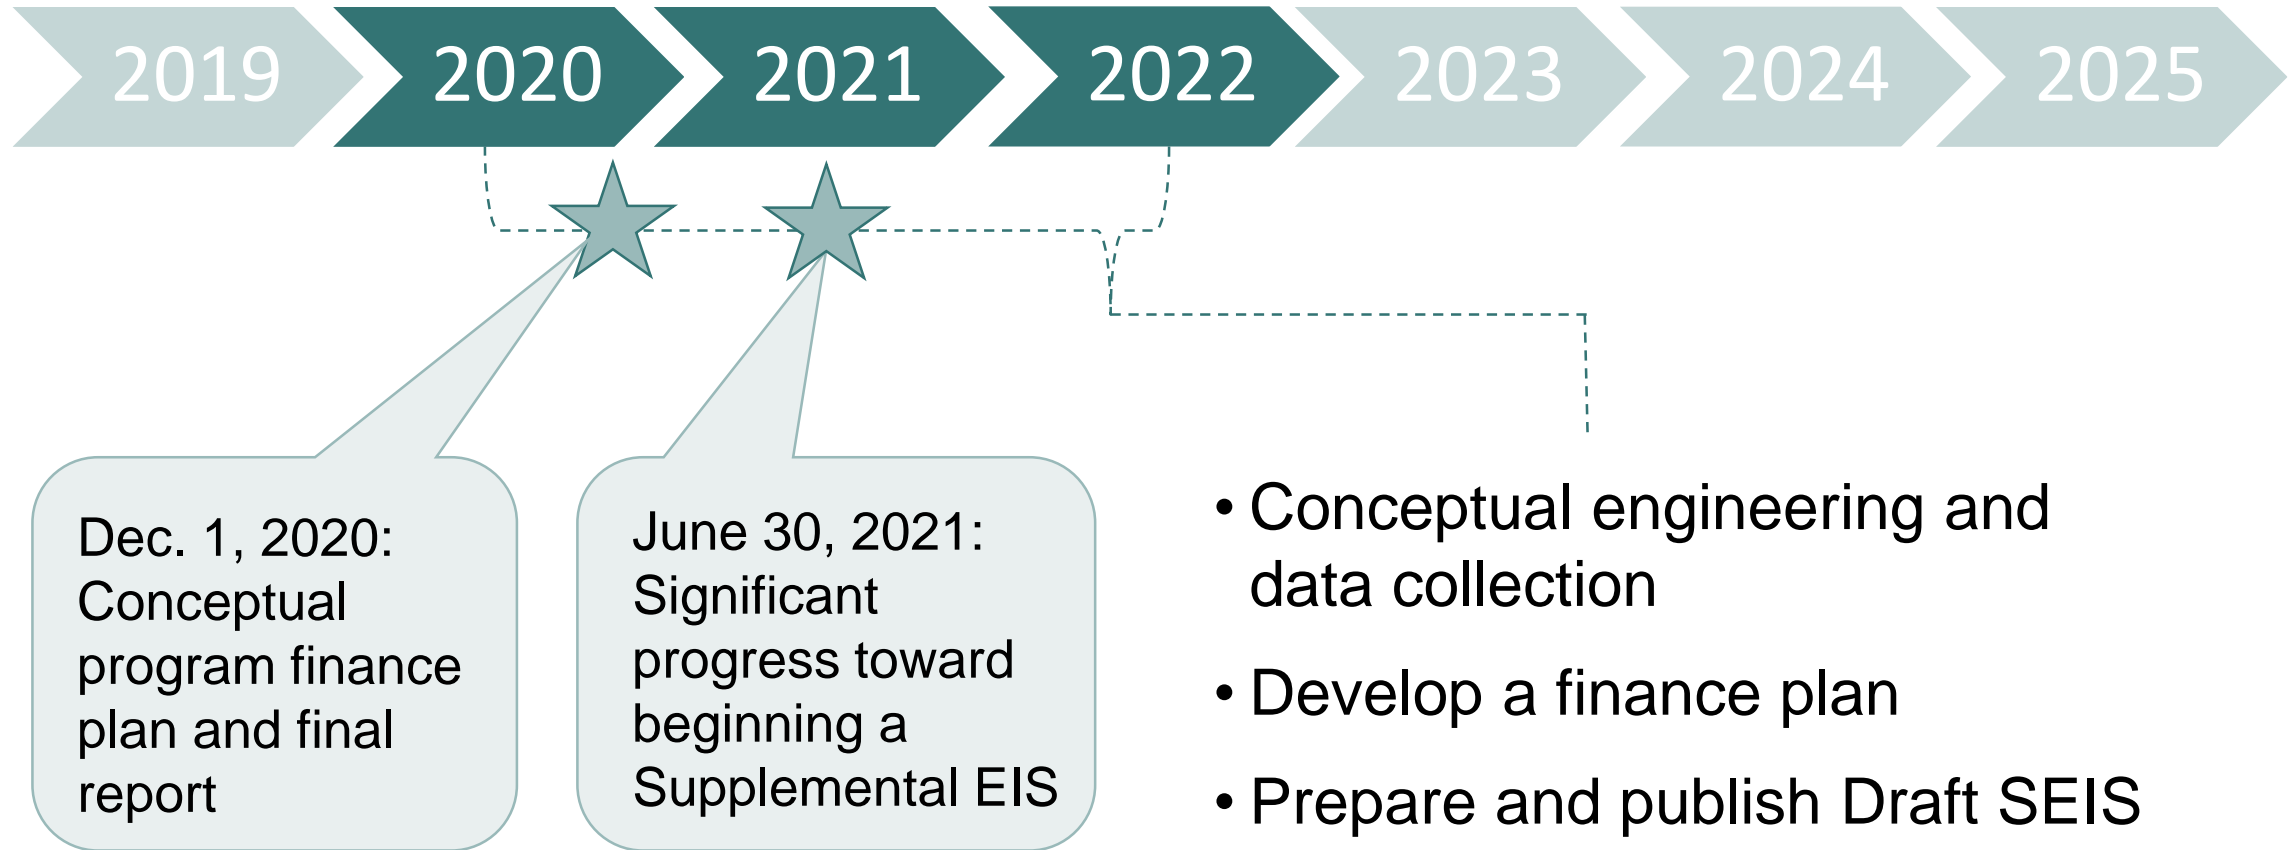 2019
2020
2021
2022
2023
2024
2025
Dec. 1, 2020:
Conceptual
program finance
plan and final
report
June 30, 2021:
Significant
progress toward
beginning a
Supplemental EIS
• Conceptual engineering and
data collection
• Develop a finance plan
• Prepare and publish Draft SEIS